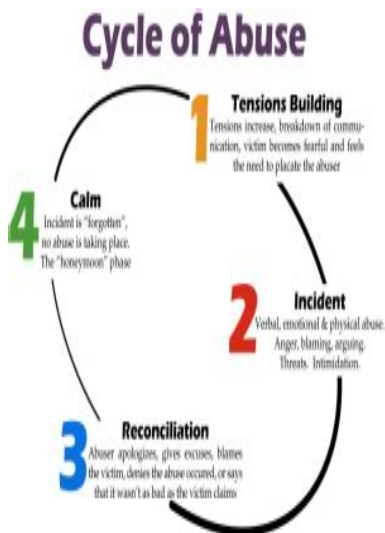 Cycle of Abuse
1
Tensions Building
Tensions increase, breakdown of commu-
nication, victim becomes fearful and feels
the need to placate the abuser
2
Incident
Verbal, emotional & physical abuse.
Anger, blaming, arguing.
Threats. Intimidation.
3
Reconciliation
Abuser apologizes, gives excuses, blames
the victim, denies the abuse occured, or says
that it wasn't as bad as the victim claims
4
Calm
Incident is "forgotten",
no abuse is taking place.
The "honeymoon" phase